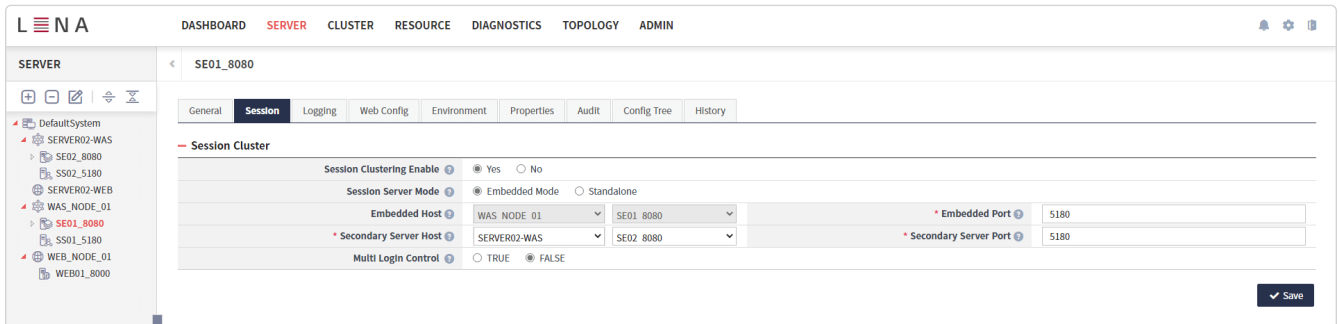 LENA
DASHBOARD SERVER CLUSTER RESOURCE DIAGNOSTICS TOPOLOGY ADMIN
SERVER
SE01_8080
General Session Logging Web Config Environment Properties Audit Config Tree History
DefaultSystem
SERVER02-WAS
SE02_8080
SS02_5180
SERVER02-WEB
WAS_NODE_01
SE01_8080
SS01_5180
WEB_NODE_01
WEB01_8000
Session Cluster
Session Clustering Enable ? Yes No
Session Server Mode ? Embedded Mode Standalone
Embedded Host ? WAS_NODE_01 SE01_8080 * Embedded Port ? 5180
* Secondary Server Host ? SERVER02-WAS SE02_8080 * Secondary Server Port ? 5180
Multi Login Control ? TRUE FALSE
Save